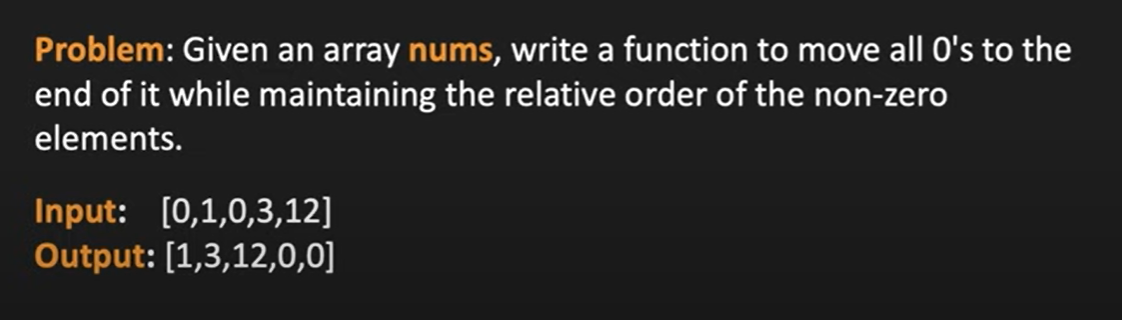 Problem: Given an array nums, write a function to move all 0's to the
end of it while maintaining the relative order of the non-zero
elements.
Input: [0,1,0,3,12]
Output: [1,3,12,0,0]